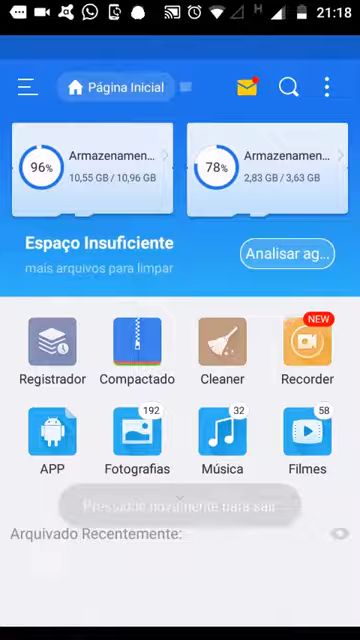 H 21:18
Página Inicial
96%
Armazenamen...
10,55 GB / 10,96 GB
78%
Armazenamen...
2,83 GB / 3,63 GB
Espaço Insuficiente
mais arquivos para limpar
Analisar ag...
NEW
Registrador
Compactado
Cleaner
Recorder
192
32
58
APP
Fotografias
Música
Filmes
Pressione novamente para sair
Arquivado Recentemente: